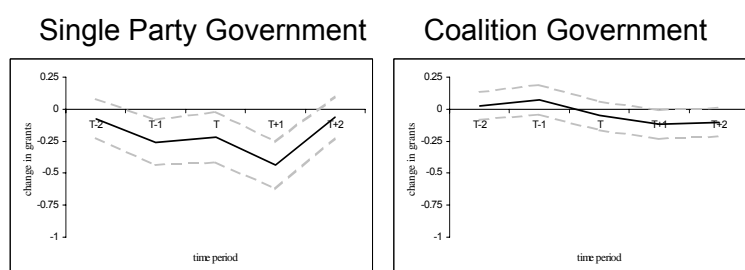 Single Party Government
Coalition Government
0.25
0
-0.25
-0.5
-0.75
-1
change in grants
T-2 T-1 T T+1 T+2
time period
0.25
0
-0.25
-0.5
-0.75
-1
change in grants
T-2 T-1 T T+1 T+2
time period